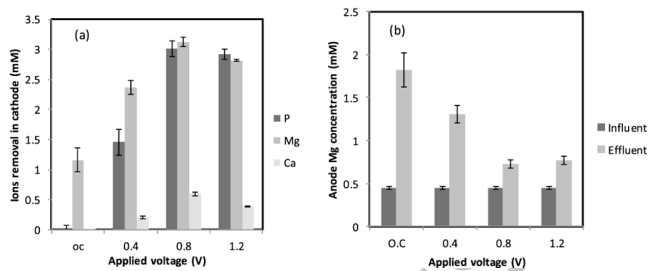 (a)
Ions removal in cathode (mM)
3.5
3
2.5
2
1.5
1
0.5
0
oc
0.4
0.8
1.2
Applied voltage (V)
P
Mg
Ca
(b)
Anode Mg concentration (mM)
2.5
2
1.5
1
0.5
0
O.C
0.4
0.8
1.2
Applied voltage (V)
Influent
Effluent